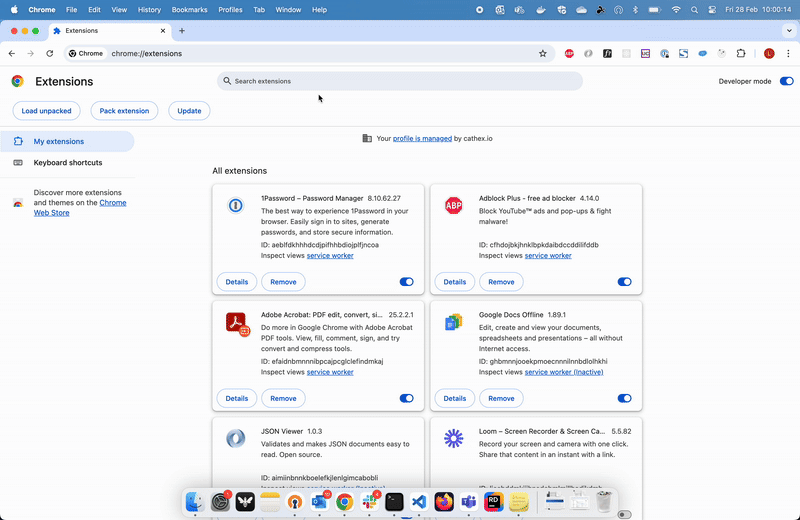 Chrome File Edit View History Bookmarks Profiles Tab Window Help Fri 28 Feb 10:00:14
Extensions
Chrome chrome://extensions
Extensions
Search extensions
Developer mode
Load unpacked Pack extension Update
My extensions
Keyboard shortcuts
Discover more extensions
and themes on the Chrome
Web Store
Your profile is managed by cathex.io
All extensions
1Password – Password Manager 8.10.62.27
The best way to experience 1Password in your
browser. Easily sign in to sites, generate
passwords, and store secure information.
ID: aeblfdkhhhdcdjpifhhbdiojplfjncoa
Inspect views service worker
Details Remove
Adblock Plus - free ad blocker 4.14.0
Block YouTube™ ads and pop-ups & fight
malware!
ID: cfhdojbkjhnklbpkdaibdccddilifddb
Inspect views service worker
Details Remove
Adobe Acrobat: PDF edit, convert, si... 25.2.2.1
Do more in Google Chrome with Adobe Acrobat
PDF tools. View, fill, comment, sign, and try
convert and compress tools.
ID: efaidnbmnnnibpcajpcglclefindmkaj
Inspect views service worker
Details Remove
Google Docs Offline 1.89.1
Edit, create and view your documents,
spreadsheets and presentations – all without
Internet access.
ID: ghbmnnjooekpmoecnnnilnnbdlolhkhi
Inspect views service worker (Inactive)
Details Remove
JSON Viewer 1.0.3
Validates and makes JSON documents easy to
read. Open source.
ID: aimiinbnnkboelefkjlenlgimcabobli
Loom – Screen Recorder & Screen Ca... 5.5.82
Record your screen and camera with one click.
Share that content in an instant with a link.